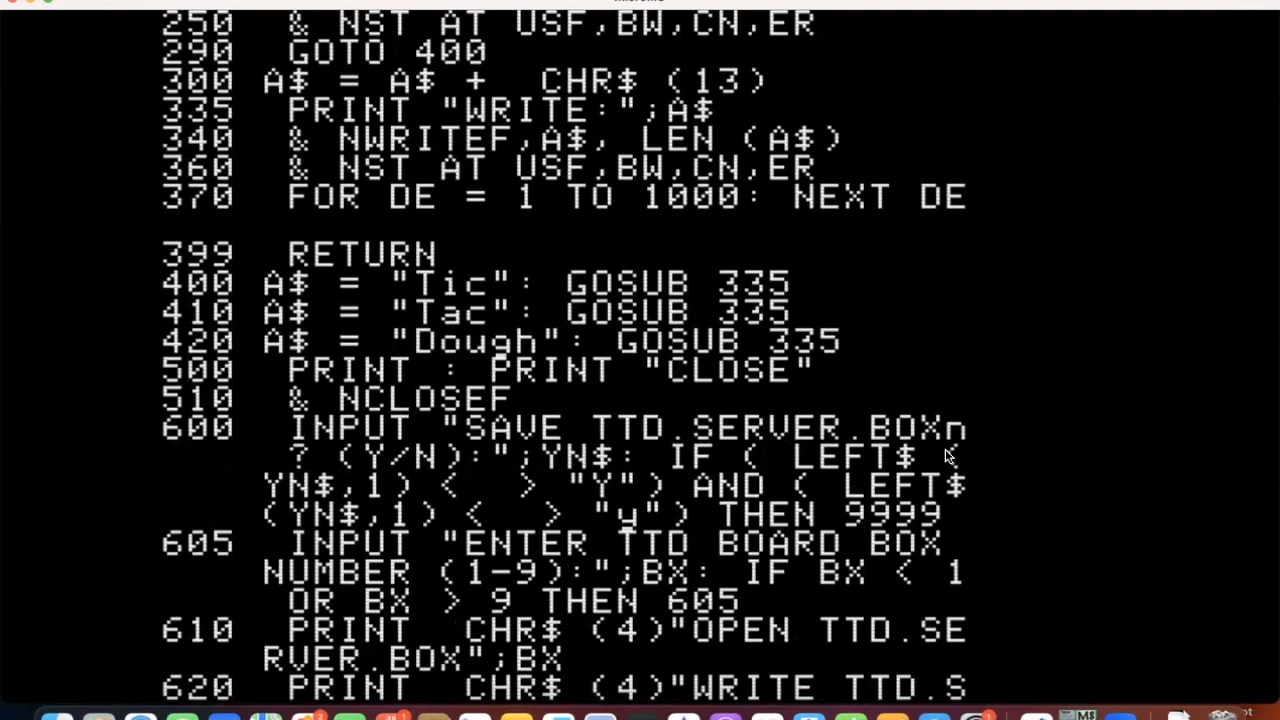 250 & NST AT USF,BW,CN,ER
290 GOTO 400
300 A$ = A$ + CHR$ (13)
335 PRINT "WRITE:";A$
340 & NWRITEF,A$, LEN (A$)
360 & NST AT USF,BW,CN,ER
370 FOR DE = 1 TO 1000: NEXT DE
399 RETURN
400 A$ = "Tic": GOSUB 335
410 A$ = "Tac": GOSUB 335
420 A$ = "Dough": GOSUB 335
500 PRINT : PRINT "CLOSE"
510 & NCLOSEF
600 INPUT "SAVE TTD.SERVER.BOXn
? (Y/N):";YN$: IF ( LEFT$ (
YN$,1) < > "Y") AND ( LEFT$
(YN$,1) < > "y") THEN 9999
605 INPUT "ENTER TTD BOARD BOX
NUMBER (1-9):";BX: IF BX < 1
OR BX > 9 THEN 605
610 PRINT CHR$ (4)"OPEN TTD.SE
RVER.BOX";BX
620 PRINT CHR$ (4)"WRITE TTD.S